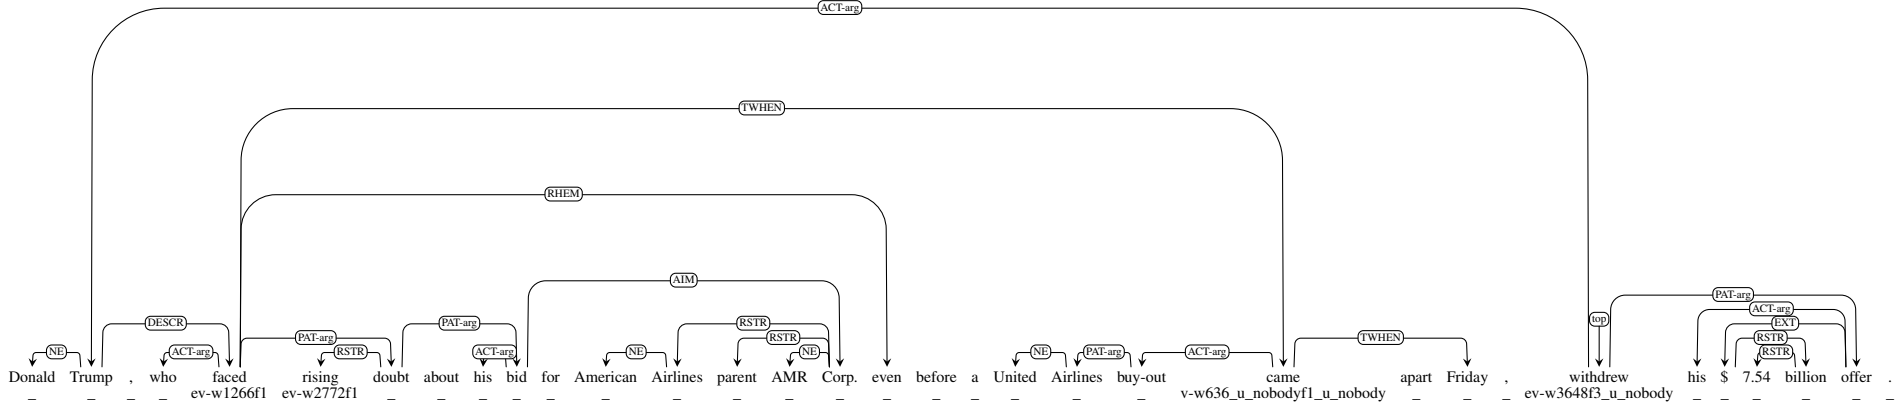 ACT-arg
TWHEN
RHEM
AIM
PAT-arg
top
ACT-arg
DESCR PAT-arg RSTR EXT
PAT-arg RSTR TWHEN RSTR
NE ACT-arg RSTR ACT-arg NE NE NE PAT-arg ACT-arg RSTR
Donald Trump , who faced rising doubt about his bid for American Airlines parent AMR Corp. even before a United Airlines buy-out came apart Friday , withdrew his $ 7.54 billion offer .
_ _ _ _ ev-w1266f1 ev-w2772f1 _ _ _ _ _ _ _ _ _ _ _ _ _ _ _ _ v-w636_u_nobodyf1_u_nobody _ _ _ ev-w3648f3_u_nobody _ _ _ _ _ _